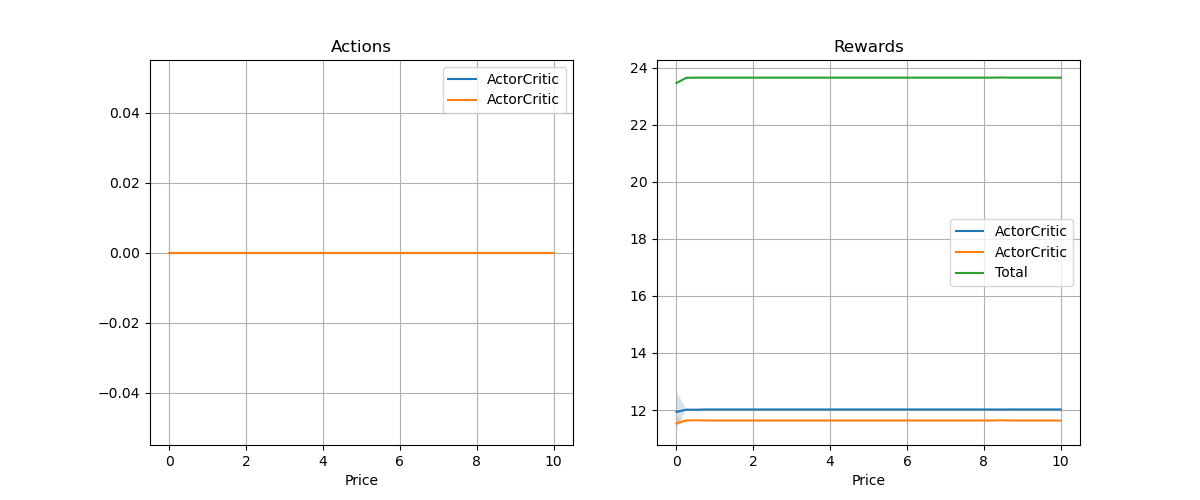 Actions
ActorCritic
ActorCritic
0.04
0.02
0.00
−0.02
−0.04
0 2 4 6 8 10
Price
Rewards
24
22
20
18
16
14
12
ActorCritic
ActorCritic
Total
0 2 4 6 8 10
Price